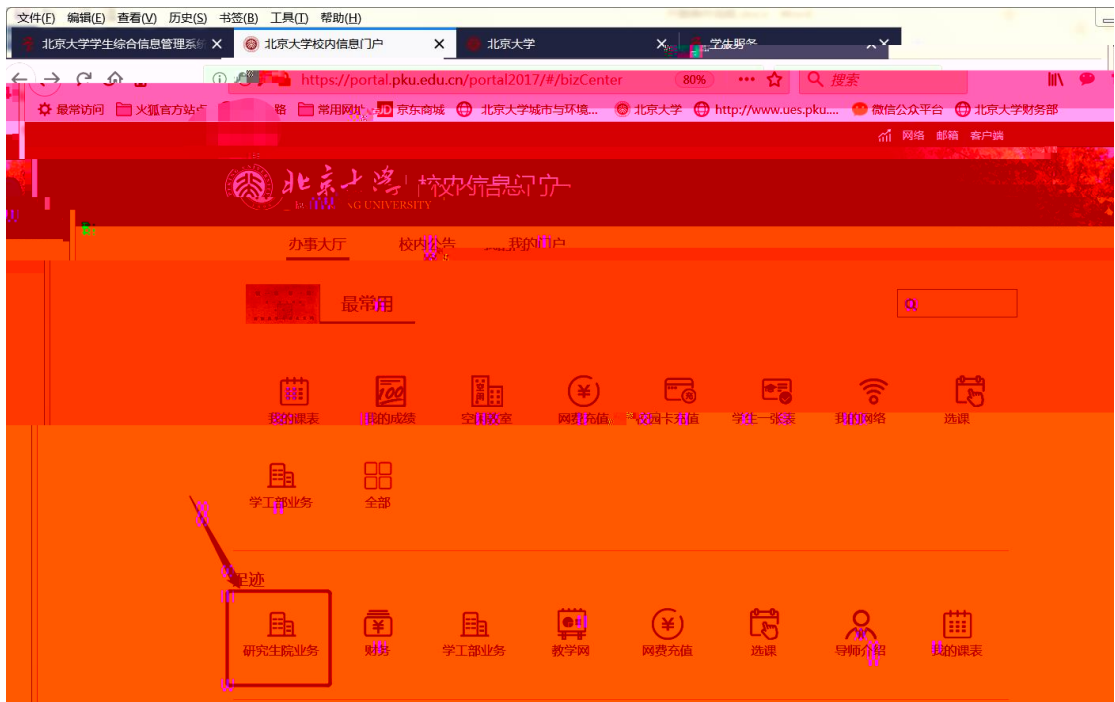 文件(F) 编辑(E) 查看(V) 历史(S) 书签(B) 工具(T) 帮助(H)
北京大学学生综合信息管理系统 × 北京大学校内信息门户 × 北京大学 ×
https://portal.pku.edu.cn/portal2017/#/bizCenter 80% 搜索
最常访问 火狐官方站点 常用网址 JD 京东商城 北京大学城市与环境... 北京大学 http://www.ues.pku.... 微信公众平台 北京大学财务部
网络 邮箱 客户端
北京大学 校内信息门户
NG UNIVERSITY
办事大厅 校内公告 我的门户
最常用
我的课表 我的成绩 空闲教室 网费充值 校园卡充值 学生一张表 我的网络 选课
学工部业务 全部
足迹
研究生院业务 财务 学工部业务 教学网 网费充值 选课 导师介绍 我的课表